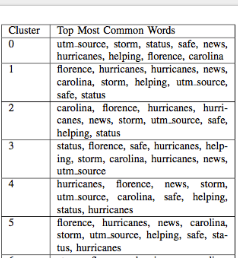 Cluster Top Most Common Words
0 utm_source, storm, status, safe, news,
hurricanes, helping, florence, carolina
1 florence, hurricanes, hurricanes, news,
carolina, storm, helping, utm_source,
safe, status
2 carolina, florence, hurricanes, hurri-
canes, news, storm, utm_source, safe,
helping, status
3 status, florence, safe, hurricanes, help-
ing, storm, carolina, hurricanes, news,
utm_source
4 hurricanes, florence, news, storm,
utm_source, carolina, safe, helping,
status, hurricanes
5 florence, hurricanes, news, carolina,
storm, utm_source, helping, safe, sta-
tus, hurricanes